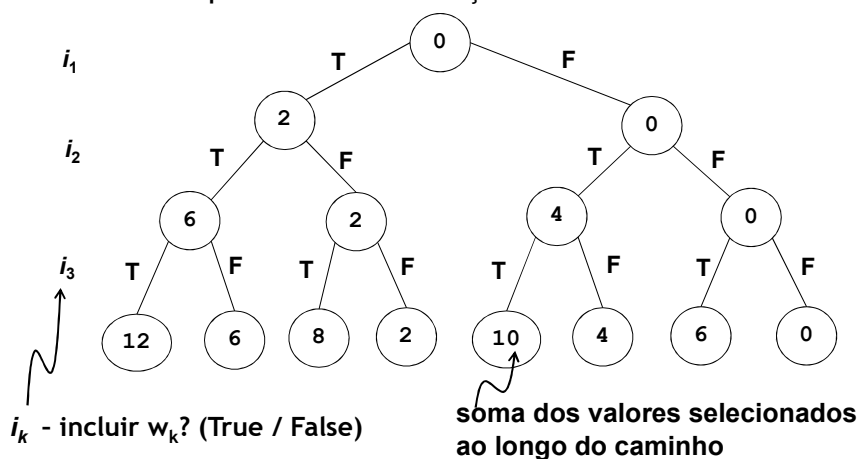 0
i₁ T F
2 0
i₂ T F T F
6 2 4 0
i₃ T F T F T F T F
12 6 8 2 10 4 6 0
iₖ - incluir wₖ? (True / False)
soma dos valores selecionados
ao longo do caminho